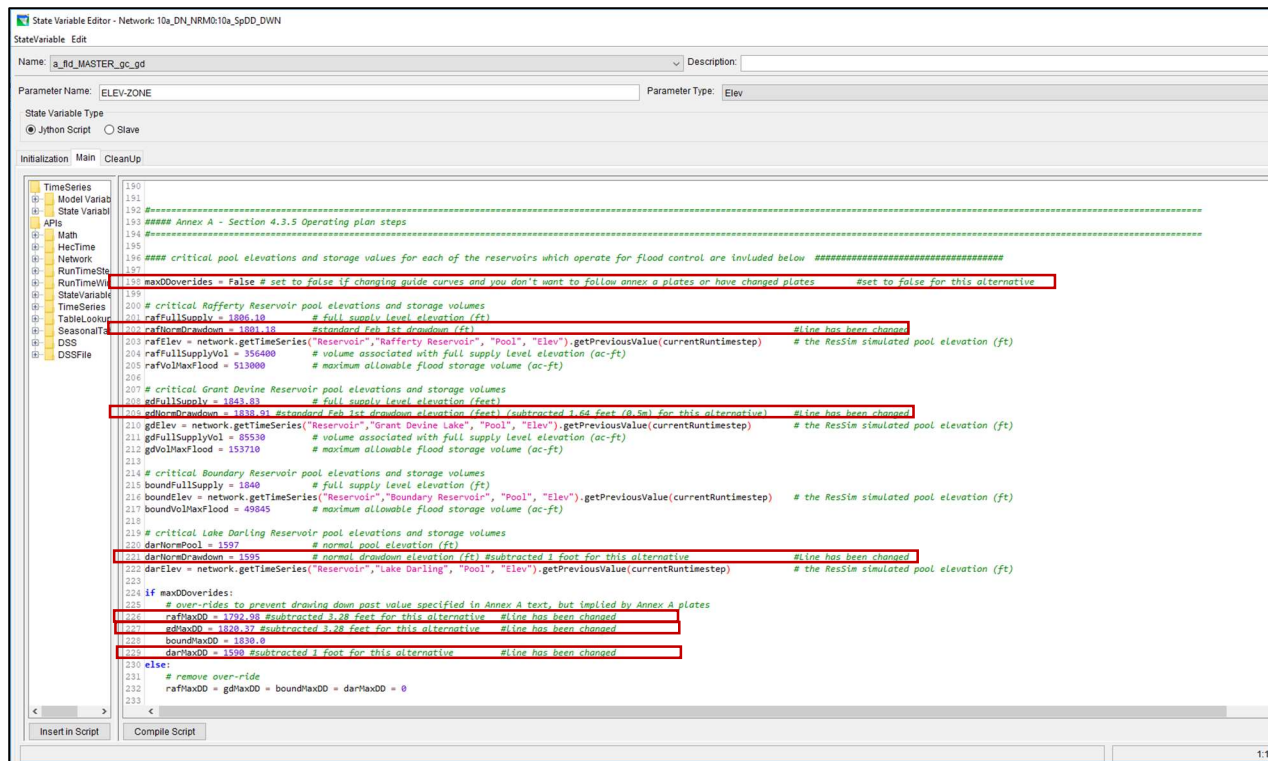 State Variable Editor - Network: 10a_DN_NRM0:10a_SpDD_DWN
StateVariable Edit
Name: a_fld_MASTER_gc_gd Description:
Parameter Name: ELEV-ZONE Parameter Type: Elev
State Variable Type
Jython Script Slave
Initialization Main CleanUp
TimeSeries
Model Variab
State Variabl
APIs
Math
HecTime
Network
RunTimeSte
RunTimeWi
StateVariable
TimeSeries
TableLookup
SeasonalTa
DSS
DSSFile
190
191
192 #==============================================================================
193 ##### Annex A - Section 4.3.5 Operating plan steps
194 #==============================================================================
195
196 #### critical pool elevations and storage values for each of the reservoirs which operate for flood control are invluded below ####################################
197
198 maxDDoverides = False # set to false if changing guide curves and you don't want to follow annex a plates or have changed plates #set to false for this alternative
199
200 # critical Rafferty Reservoir pool elevations and storage volumes
201 rafFullSupply = 1806.10 # full supply level elevation (ft)
202 rafNormDrawdown = 1801.18 #standard Feb 1st drawdown (ft) #line has been changed
203 rafElev = network.getTimeSeries("Reservoir","Rafferty Reservoir", "Pool", "Elev").getPreviousValue(currentRuntimestep) # the ResSim simulated pool elevation (ft)
204 rafFullSupplyVol = 356400 # volume associated with full supply level elevation (ac-ft)
205 rafVolMaxFlood = 513000 # maximum allowable flood storage volume (ac-ft)
206
207 # critical Grant Devine Reservoir pool elevations and storage volumes
208 gdFullSupply = 1843.83 # full supply level elevation (feet)
209 gdNormDrawdown = 1838.91 #standard Feb 1st drawdown elevation (feet) (subtracted 1.64 feet (0.5m) for this alternative) #Line has been changed
210 gdElev = network.getTimeSeries("Reservoir","Grant Devine Lake", "Pool", "Elev").getPreviousValue(currentRuntimestep) # the ResSim simulated pool elevation (ft)
211 gdFullSupplyVol = 85530 # volume associated with full supply level elevation (ac-ft)
212 gdVolMaxFlood = 153710 # maximum allowable flood storage volume (ac-ft)
213
214 # critical Boundary Reservoir pool elevations and storage volumes
215 boundFullSupply = 1840 # full supply level elevation (ft)
216 boundElev = network.getTimeSeries("Reservoir","Boundary Reservoir", "Pool", "Elev").getPreviousValue(currentRuntimestep) # the ResSim simulated pool elevation (ft)
217 boundVolMaxFlood = 49845 # maximum allowable flood storage volume (ac-ft)
218
219 # critical Lake Darling Reservoir pool elevations and storage volumes
220 darNormPool = 1597 # normal pool elevation (ft)
221 darNormDrawdown = 1595 # normal drawdown elevation (ft) #subtracted 1 foot for this alternative #Line has been changed
222 darElev = network.getTimeSeries("Reservoir","Lake Darling", "Pool", "Elev").getPreviousValue(currentRuntimestep) # the ResSim simulated pool elevation (ft)
223
224 if maxDDoverides:
225 # over-rides to prevent drawing down past value specified in Annex A text, but implied by Annex A plates
226 rafMaxDD = 1792.98 #subtracted 3.28 feet for this alternative #line has been changed
227 gdMaxDD = 1820.37 #subtracted 3.28 feet for this alternative #line has been changed
228 boundMaxDD = 1830.0
229 darMaxDD = 1590 #subtracted 1 foot for this alternative #Line has been changed
230 else:
231 # remove over-ride
232 rafMaxDD = gdMaxDD = boundMaxDD = darMaxDD = 0
233
Insert in Script Compile Script
1:1